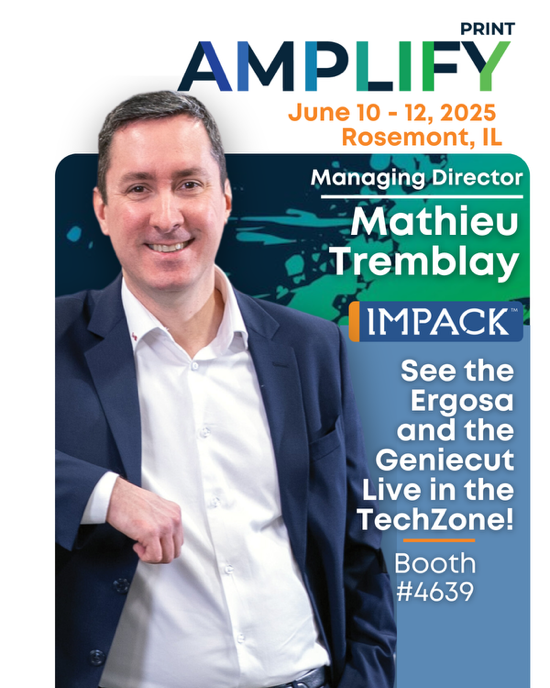 PRINT
AMPLIFY
June 10 - 12, 2025
Rosemont, IL
Managing Director
Mathieu
Tremblay
IMPACK™
See the
Ergosa
and the
Geniecut
Live in the
TechZone!
Booth
#4639